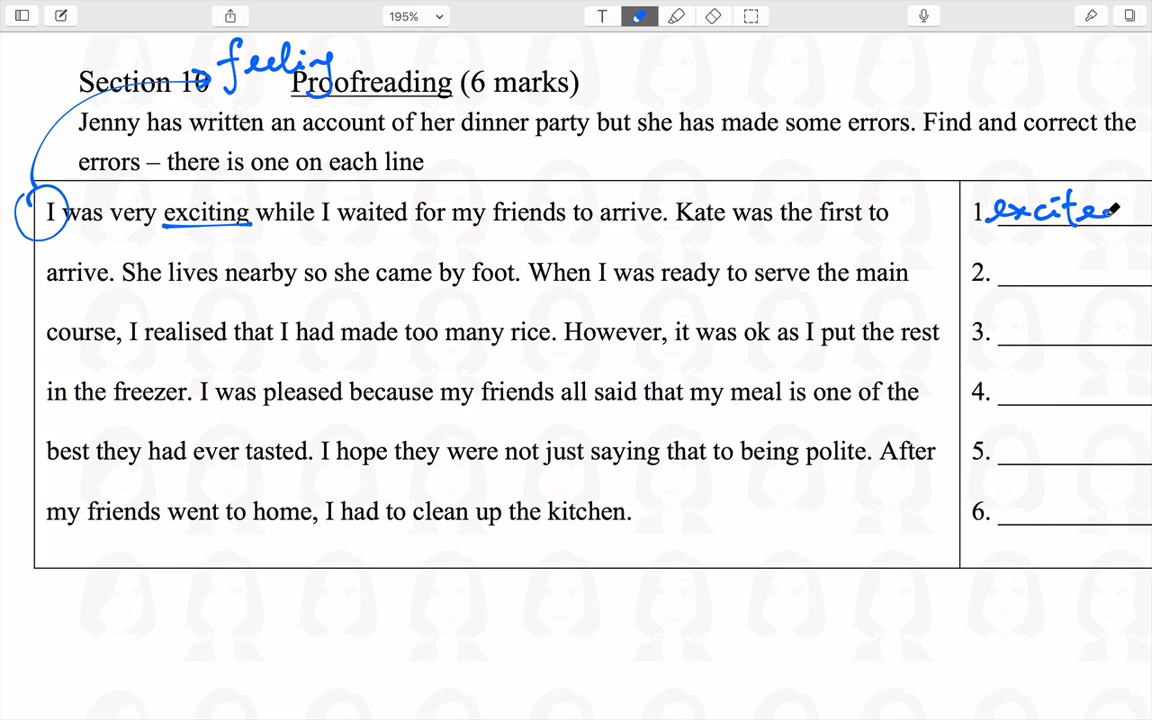 195%
T
feeling
Section 10 Proofreading (6 marks)
Jenny has written an account of her dinner party but she has made some errors. Find and correct the
errors – there is one on each line
I was very exciting while I waited for my friends to arrive. Kate was the first to 1. excite
arrive. She lives nearby so she came by foot. When I was ready to serve the main 2.
course, I realised that I had made too many rice. However, it was ok as I put the rest 3.
in the freezer. I was pleased because my friends all said that my meal is one of the 4.
best they had ever tasted. I hope they were not just saying that to being polite. After 5.
my friends went to home, I had to clean up the kitchen. 6.